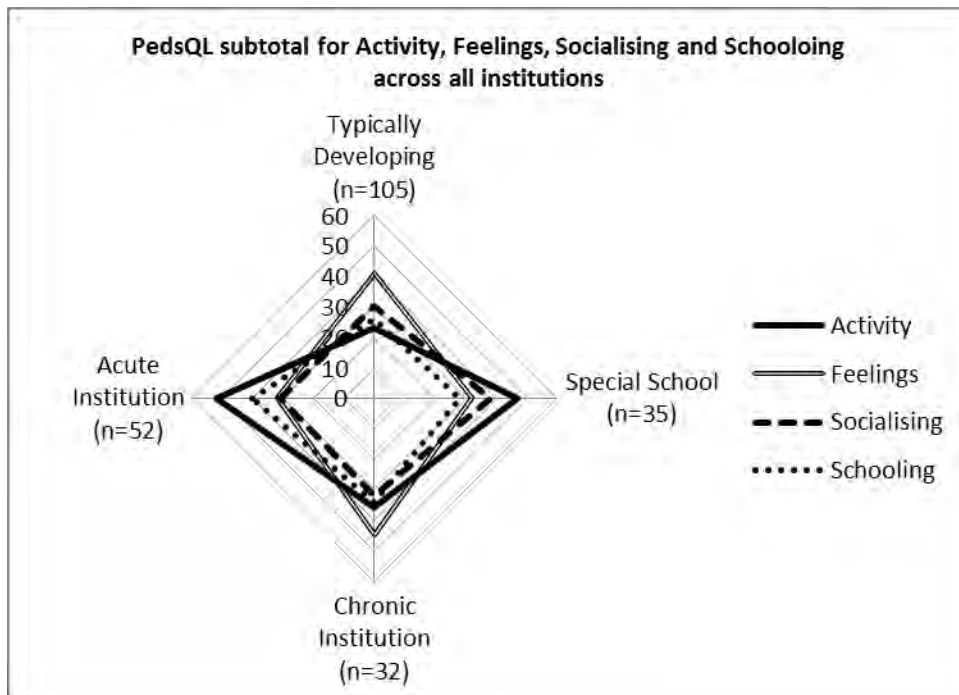 PedsQL subtotal for Activity, Feelings, Socialising and Schooloing
across all institutions
Typically
Developing
(n=105)
60
50
40
30
20
10
0
Acute
Institution
(n=52)
Special School
(n=35)
Chronic
Institution
(n=32)
Activity
Feelings
Socialising
Schooling